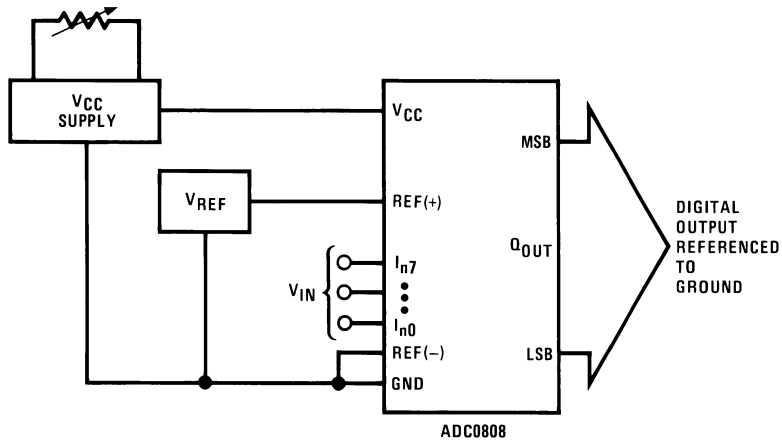 VCC
SUPPLY
VCC
MSB
VREF
REF(+)
DIGITAL
OUTPUT
REFERENCED
TO
GROUND
QOUT
VIN
In7
In0
REF(−)
LSB
GND
ADC0808